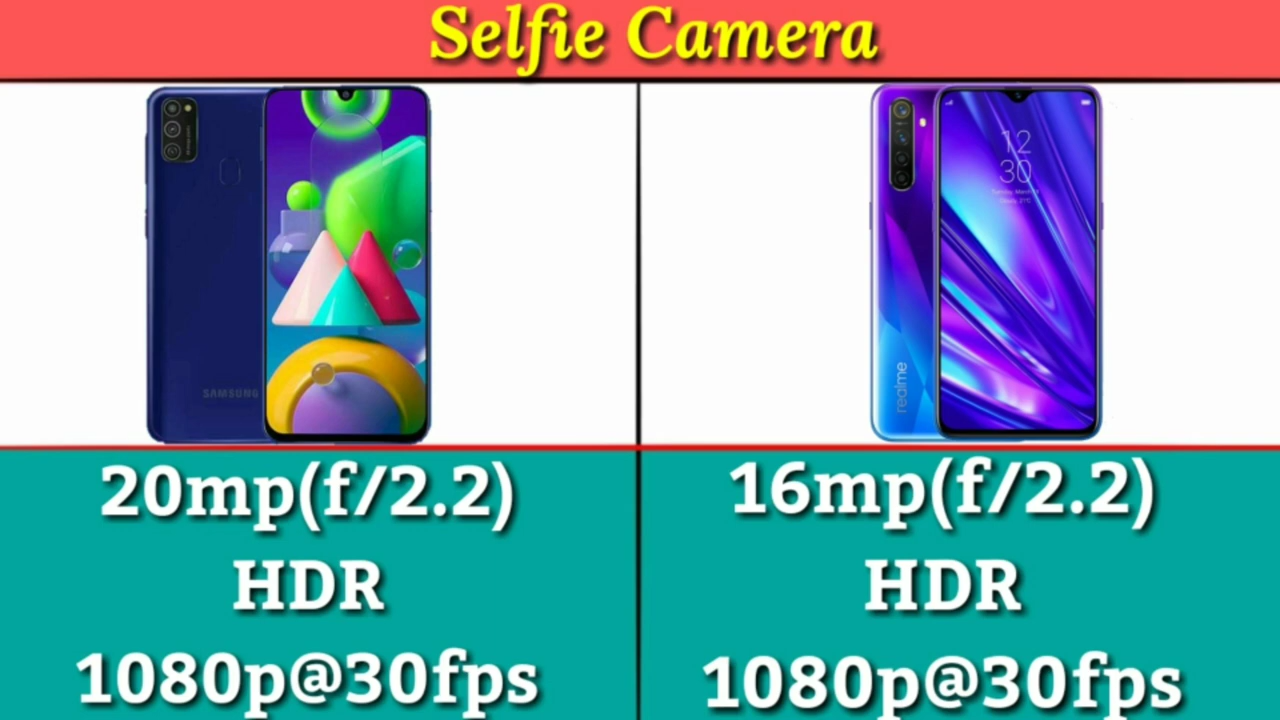 Selfie Camera
SAMSUNG
12
30
realme
20mp(f/2.2)
HDR
1080p@30fps
16mp(f/2.2)
HDR
1080p@30fps